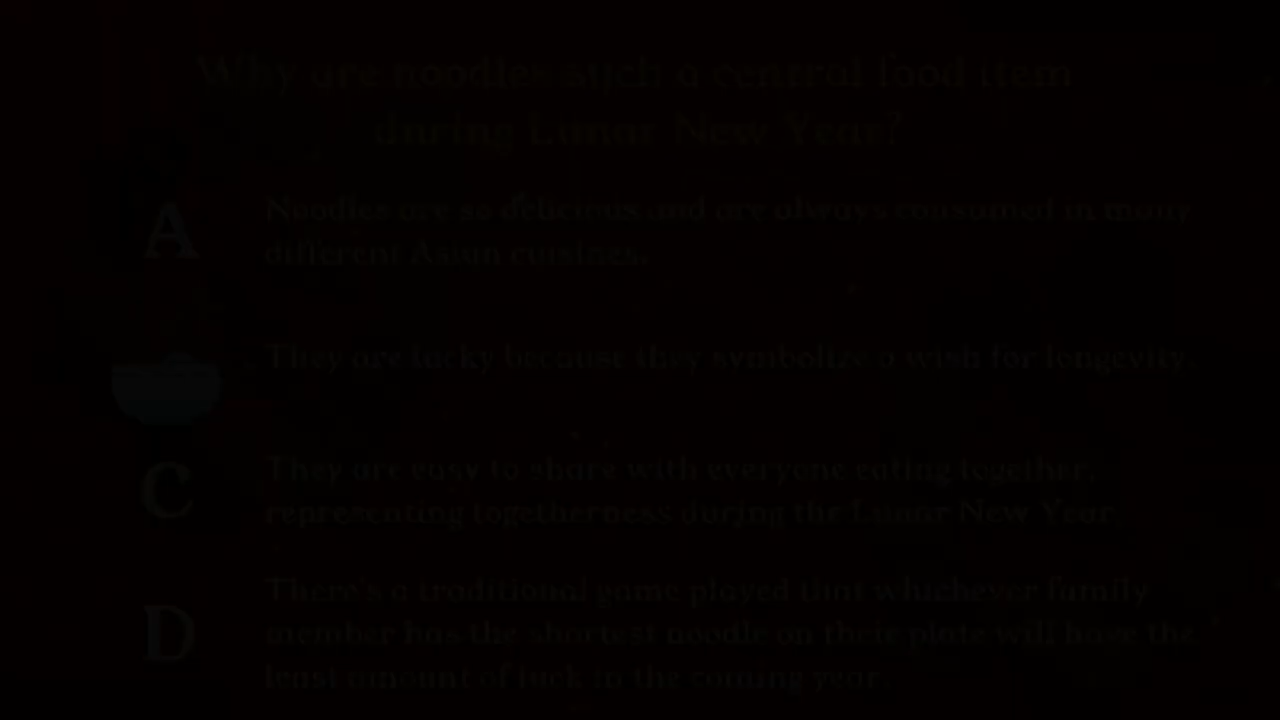 Why are noodles such a central food item
during Lunar New Year?
A
Noodles are so delicious and are always consumed in many
different Asian cuisines.
They are lucky because they symbolize a wish for longevity.
C
They are easy to share with everyone eating together,
representing togetherness during the Lunar New Year.
D
There's a traditional game played that whichever family
member has the shortest noodle on their plate will have the
least amount of luck in the coming year.